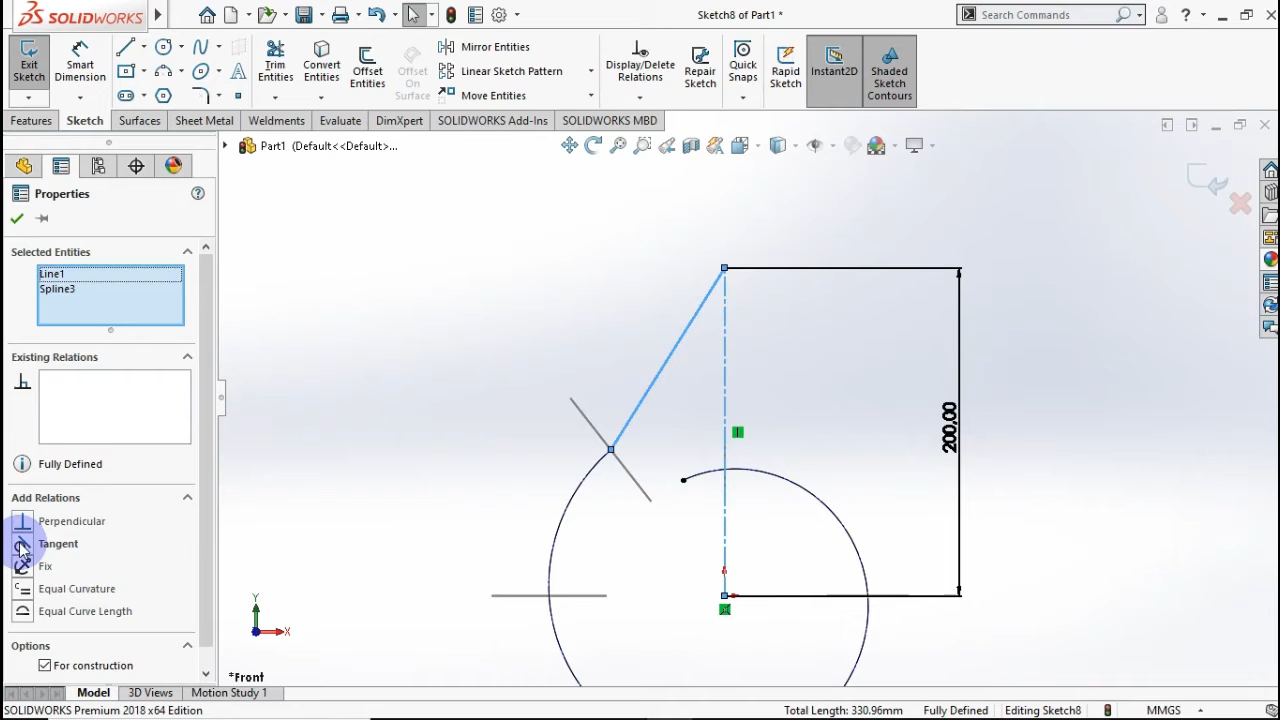 SOLIDWORKS
Sketch8 of Part1 *
Search Commands
Exit Sketch
Smart Dimension
Trim Entities
Convert Entities
Offset Entities
Offset On Surface
Mirror Entities
Linear Sketch Pattern
Move Entities
Display/Delete Relations
Repair Sketch
Quick Snaps
Rapid Sketch
Instant2D
Shaded Sketch Contours
Features
Sketch
Surfaces
Sheet Metal
Weldments
Evaluate
DimXpert
SOLIDWORKS Add-Ins
SOLIDWORKS MBD
Part1 (Default<<Default>...
Properties
Selected Entities
Line1
Spline3
Existing Relations
Fully Defined
Add Relations
Perpendicular
Tangent
Fix
Equal Curvature
Equal Curve Length
Options
For construction
200,00
Y
X
*Front
Model
3D Views
Motion Study 1
SOLIDWORKS Premium 2018 x64 Edition
Total Length: 330.96mm
Fully Defined
Editing Sketch8
MMGS